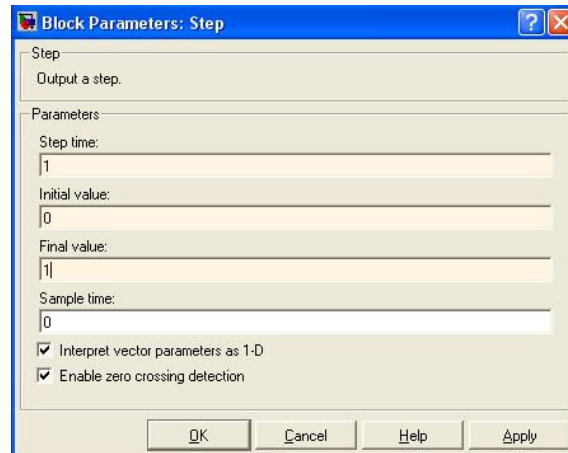 Block Parameters: Step
Step
Output a step.
Parameters
Step time:
1
Initial value:
0
Final value:
1
Sample time:
0
Interpret vector parameters as 1-D
Enable zero crossing detection
OK Cancel Help Apply